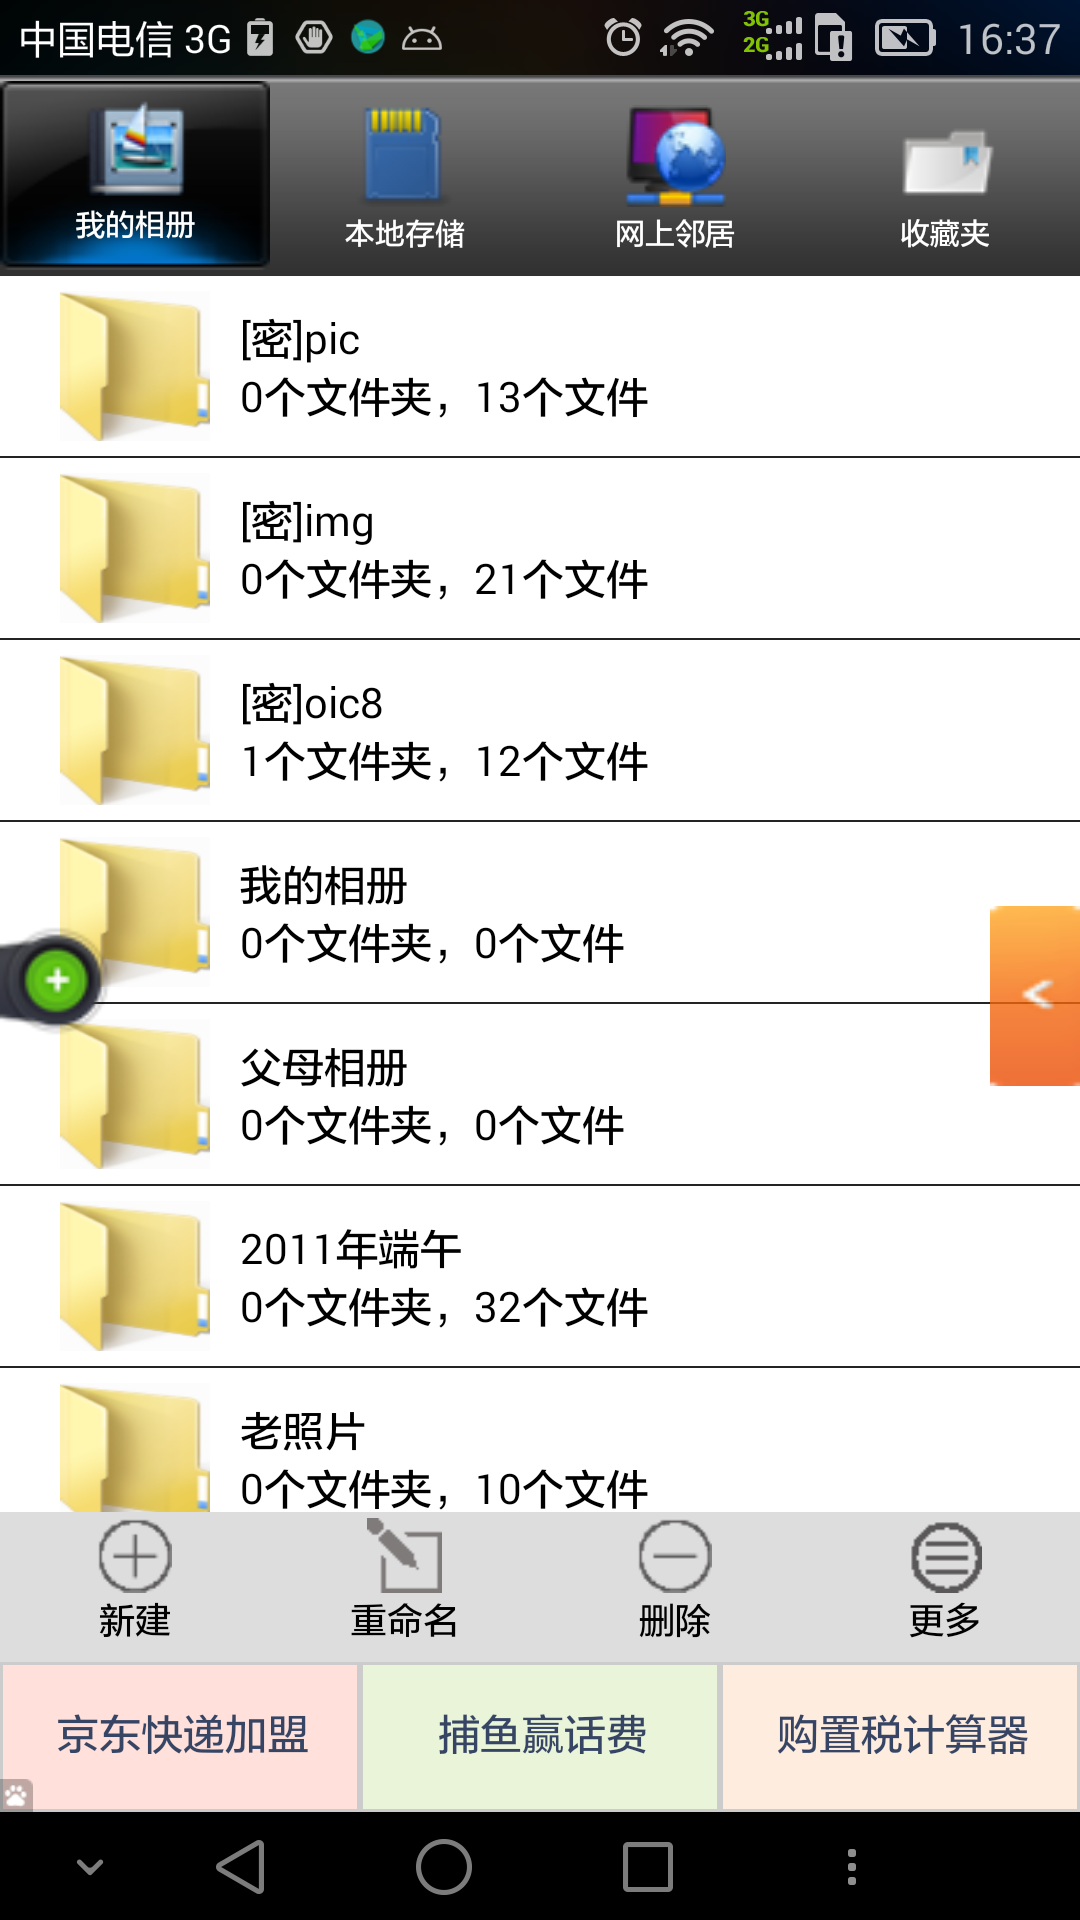 中国电信 3G
3G
2G
16:37
我的相册
本地存储
网上邻居
收藏夹
[密]pic
0个文件夹，13个文件
[密]img
0个文件夹，21个文件
[密]oic8
1个文件夹，12个文件
我的相册
0个文件夹，0个文件
父母相册
0个文件夹，0个文件
2011年端午
0个文件夹，32个文件
老照片
0个文件夹，10个文件
新建
重命名
删除
更多
京东快递加盟
捕鱼赢话费
购置税计算器